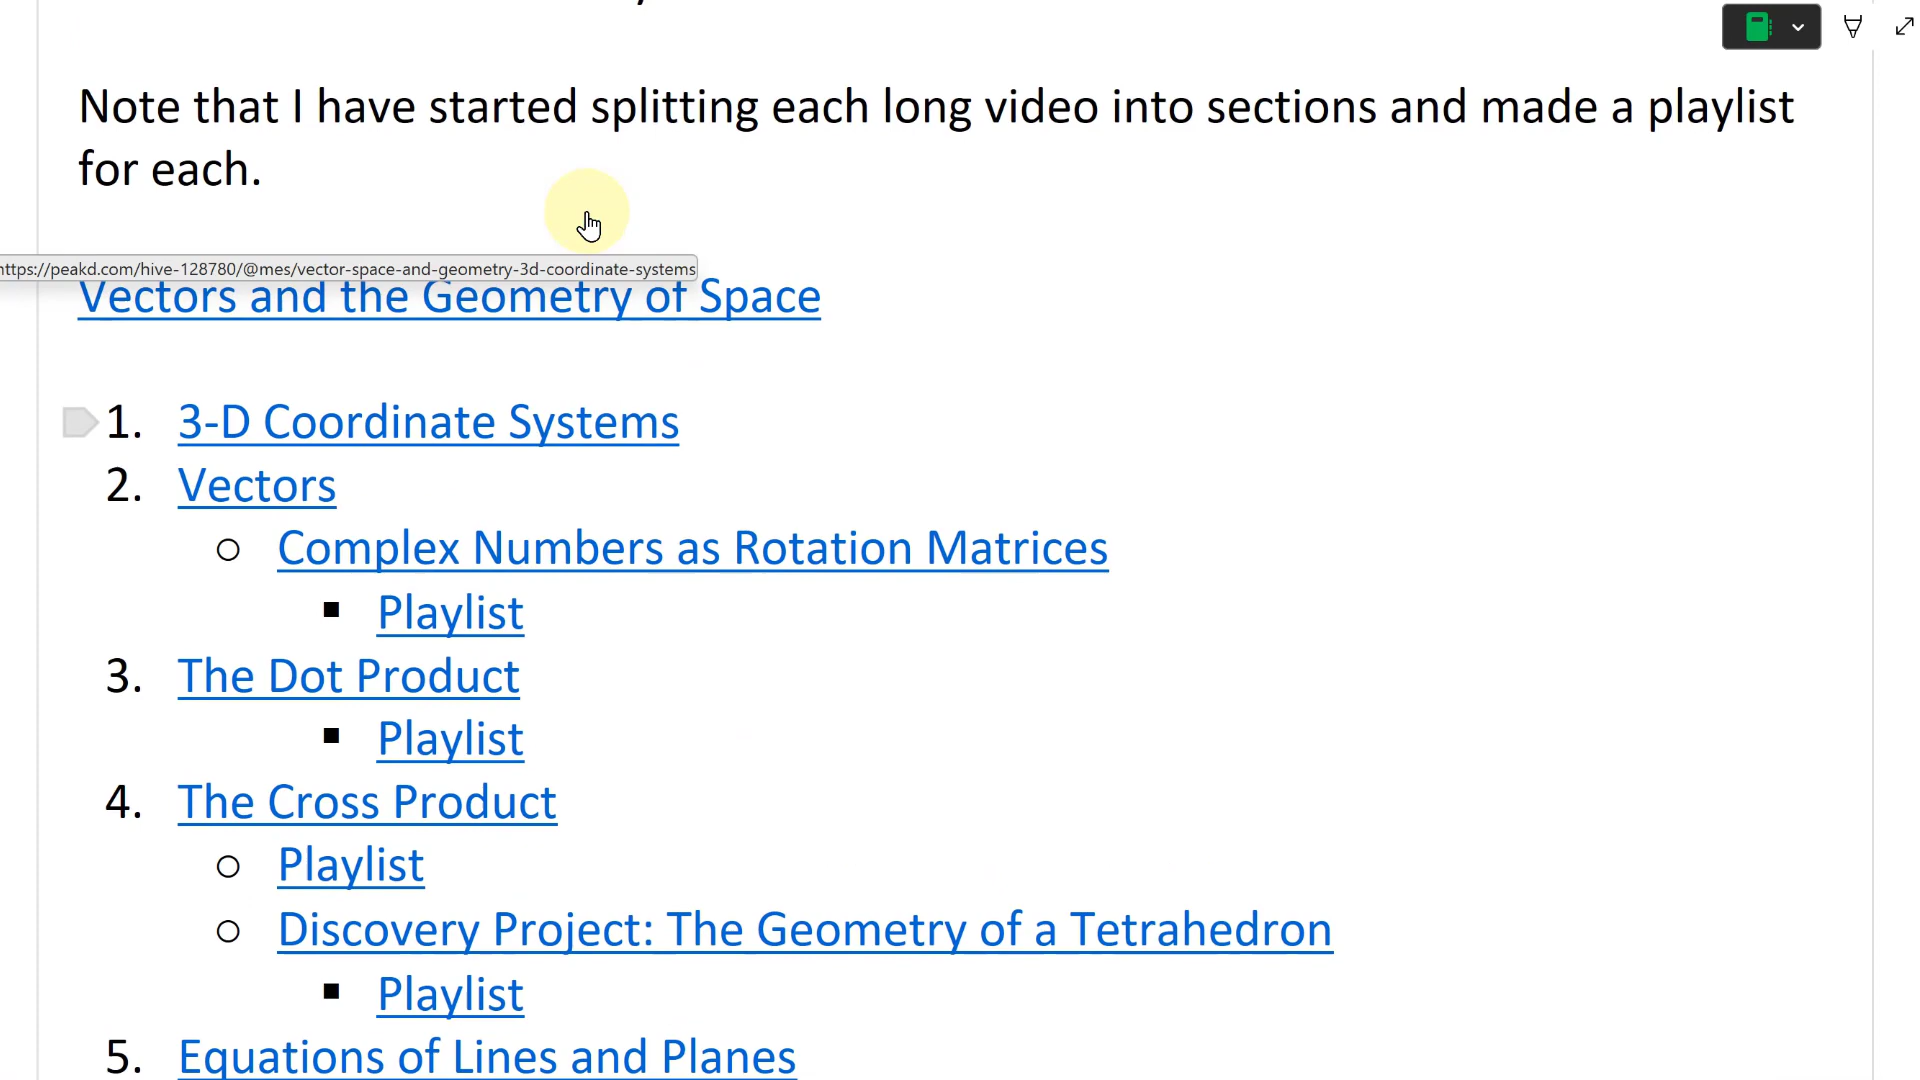 Note that I have started splitting each long video into sections and made a playlist
for each.
https://peakd.com/hive-128780/@mes/vector-space-and-geometry-3d-coordinate-systems
Vectors and the Geometry of Space
1. 3-D Coordinate Systems
2. Vectors
○ Complex Numbers as Rotation Matrices
▪ Playlist
3. The Dot Product
▪ Playlist
4. The Cross Product
○ Playlist
○ Discovery Project: The Geometry of a Tetrahedron
▪ Playlist
5. Equations of Lines and Planes